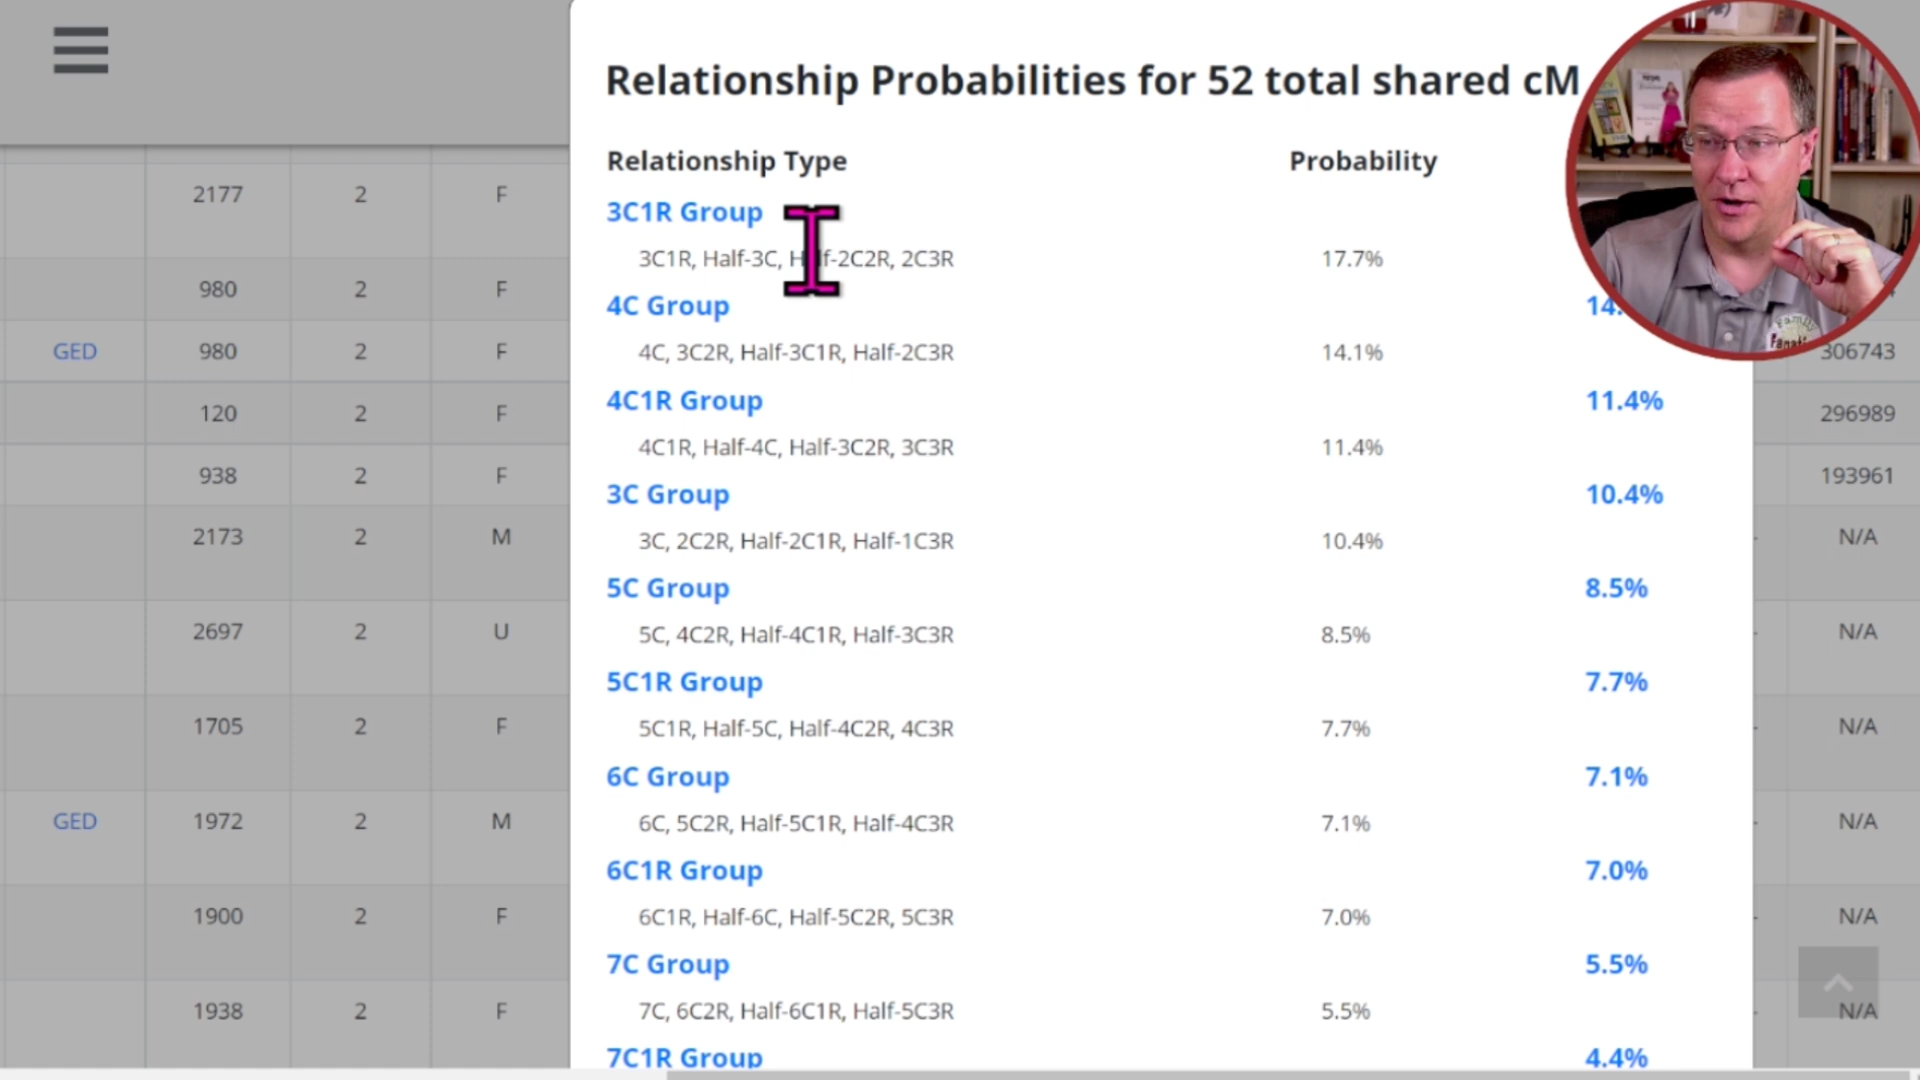 Relationship Probabilities for 52 total shared cM
Relationship Type Probability
3C1R Group
3C1R, Half-3C, Half-2C2R, 2C3R 17.7%
4C Group 14.
4C, 3C2R, Half-3C1R, Half-2C3R 14.1%
4C1R Group 11.4%
4C1R, Half-4C, Half-3C2R, 3C3R 11.4%
3C Group 10.4%
3C, 2C2R, Half-2C1R, Half-1C3R 10.4%
5C Group 8.5%
5C, 4C2R, Half-4C1R, Half-3C3R 8.5%
5C1R Group 7.7%
5C1R, Half-5C, Half-4C2R, 4C3R 7.7%
6C Group 7.1%
6C, 5C2R, Half-5C1R, Half-4C3R 7.1%
6C1R Group 7.0%
6C1R, Half-6C, Half-5C2R, 5C3R 7.0%
7C Group 5.5%
7C, 6C2R, Half-6C1R, Half-5C3R 5.5%
7C1R Group 4.4%
2177 2 F
980 2 F
GED 980 2 F 306743
120 2 F 296989
938 2 F 193961
2173 2 M N/A
2697 2 U N/A
1705 2 F N/A
GED 1972 2 M N/A
1900 2 F N/A
1938 2 F N/A
Family